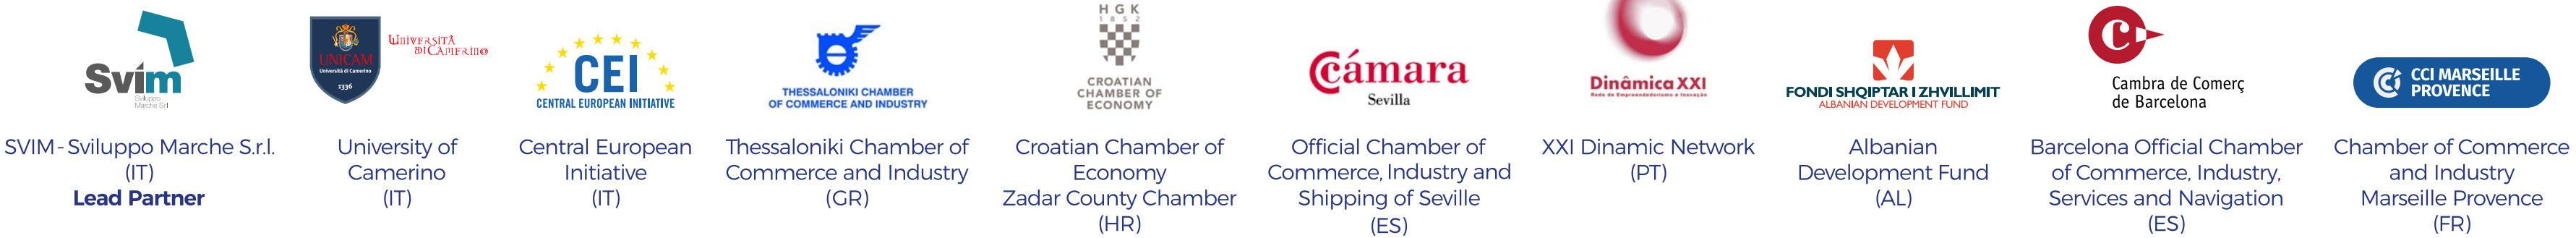 Svim
Sviluppo
Marche Srl
SVIM - Sviluppo Marche S.r.l.
(IT)
Lead Partner
UNICAM
Università di Camerino
1336
UNIVERSITÀ
DI CAMERINO
University of
Camerino
(IT)
CEI
CENTRAL EUROPEAN INITIATIVE
Central European
Initiative
(IT)
THESSALONIKI CHAMBER
OF COMMERCE AND INDUSTRY
Thessaloniki Chamber of
Commerce and Industry
(GR)
HGK
1852
CROATIAN
CHAMBER OF
ECONOMY
Croatian Chamber of
Economy
Zadar County Chamber
(HR)
Cámara
Sevilla
Official Chamber of
Commerce, Industry and
Shipping of Seville
(ES)
Dinâmica XXI
Rede de Empreendedorismo e Inovação
XXI Dinamic Network
(PT)
FONDI SHQIPTAR I ZHVILLIMIT
ALBANIAN DEVELOPMENT FUND
Albanian
Development Fund
(AL)
C
Cambra de Comerç
de Barcelona
Barcelona Official Chamber
of Commerce, Industry,
Services and Navigation
(ES)
CCI MARSEILLE
PROVENCE
Chamber of Commerce
and Industry
Marseille Provence
(FR)